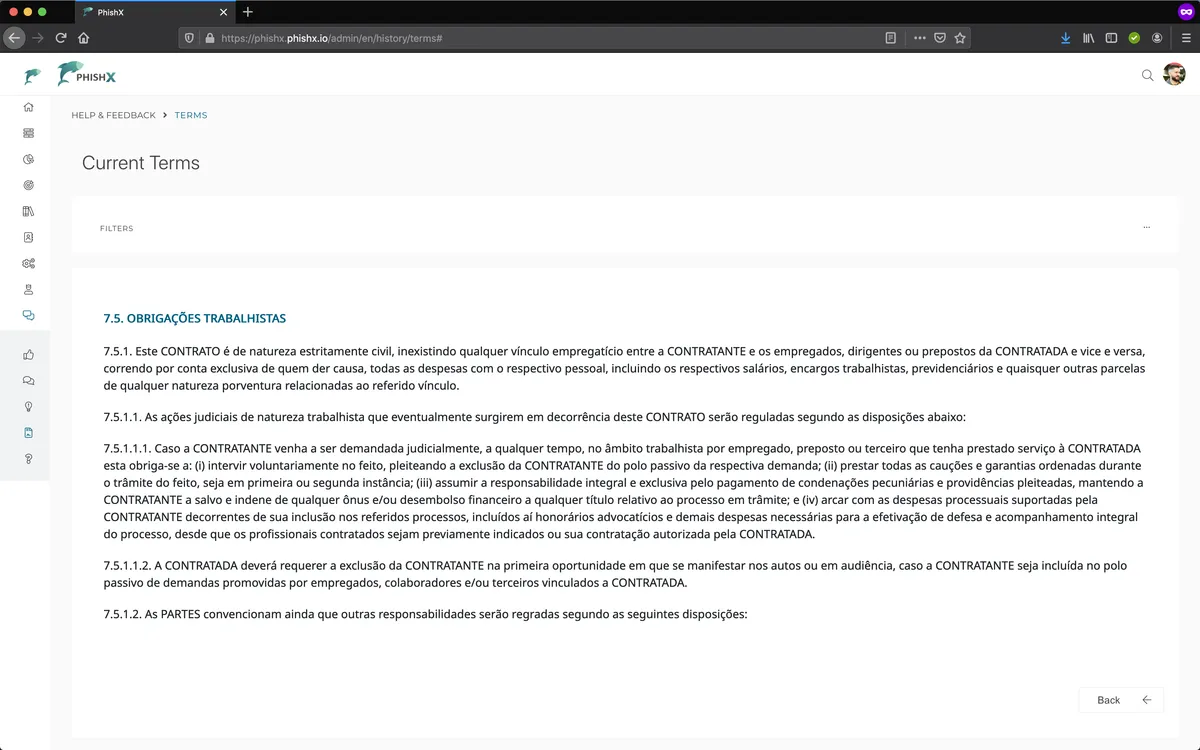 PhishX
https://phishx.phishx.io/admin/en/history/terms#
PHISHX
HELP & FEEDBACK > TERMS
Current Terms
FILTERS
...
7.5. OBRIGAÇÕES TRABALHISTAS
7.5.1. Este CONTRATO é de natureza estritamente civil, inexistindo qualquer vínculo empregatício entre a CONTRATANTE e os empregados, dirigentes ou prepostos da CONTRATADA e vice e versa,
correndo por conta exclusiva de quem der causa, todas as despesas com o respectivo pessoal, incluindo os respectivos salários, encargos trabalhistas, previdenciários e quaisquer outras parcelas
de qualquer natureza porventura relacionadas ao referido vínculo.
7.5.1.1. As ações judiciais de natureza trabalhista que eventualmente surgirem em decorrência deste CONTRATO serão reguladas segundo as disposições abaixo:
7.5.1.1.1. Caso a CONTRATANTE venha a ser demandada judicialmente, a qualquer tempo, no âmbito trabalhista por empregado, preposto ou terceiro que tenha prestado serviço à CONTRATADA
esta obriga-se a: (i) intervir voluntariamente no feito, pleiteando a exclusão da CONTRATANTE do polo passivo da respectiva demanda; (ii) prestar todas as cauções e garantias ordenadas durante
o trâmite do feito, seja em primeira ou segunda instância; (iii) assumir a responsabilidade integral e exclusiva pelo pagamento de condenações pecuniárias e providências pleiteadas, mantendo a
CONTRATANTE a salvo e indene de qualquer ônus e/ou desembolso financeiro a qualquer título relativo ao processo em trâmite; e (iv) arcar com as despesas processuais suportadas pela
CONTRATANTE decorrentes de sua inclusão nos referidos processos, incluídos aí honorários advocatícios e demais despesas necessárias para a efetivação de defesa e acompanhamento integral
do processo, desde que os profissionais contratados sejam previamente indicados ou sua contratação autorizada pela CONTRATADA.
7.5.1.1.2. A CONTRATADA deverá requerer a exclusão da CONTRATANTE na primeira oportunidade em que se manifestar nos autos ou em audiência, caso a CONTRATANTE seja incluída no polo
passivo de demandas promovidas por empregados, colaboradores e/ou terceiros vinculados a CONTRATADA.
7.5.1.2. As PARTES convencionam ainda que outras responsabilidades serão regradas segundo as seguintes disposições:
Back